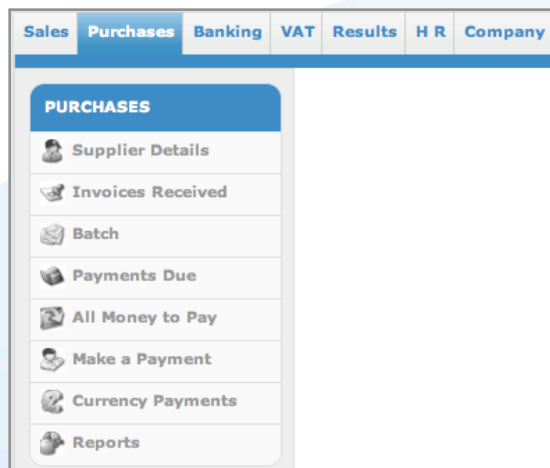 Sales Purchases Banking VAT Results H R Company
PURCHASES
Supplier Details
Invoices Received
Batch
Payments Due
All Money to Pay
Make a Payment
Currency Payments
Reports